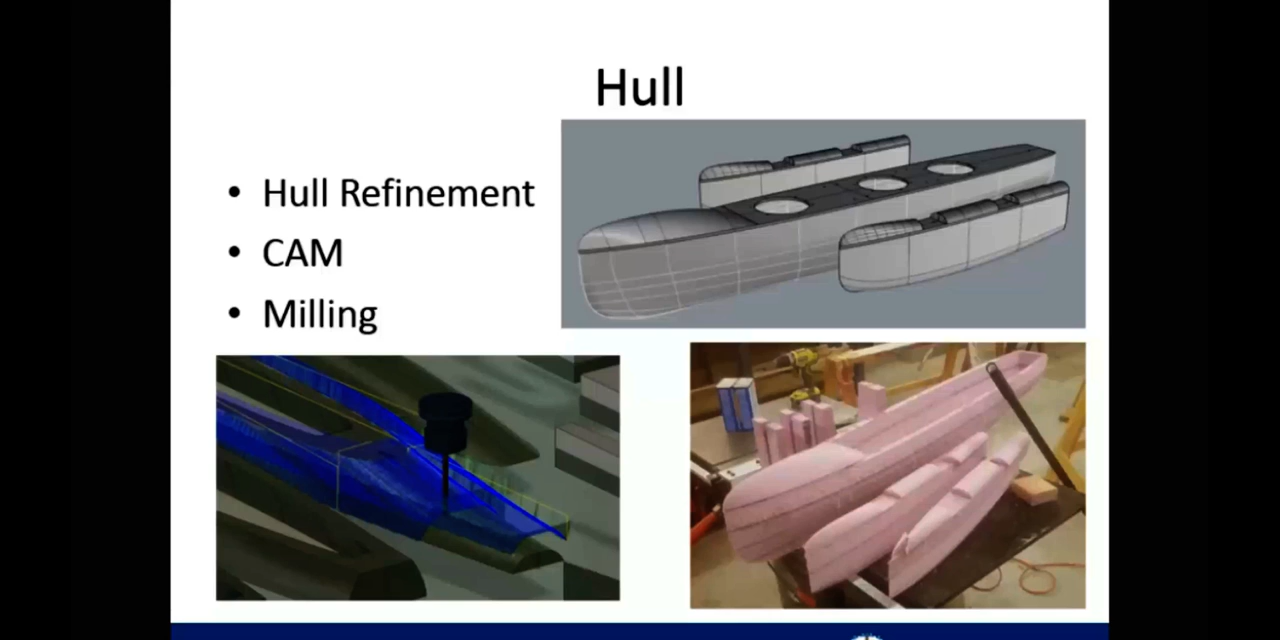 Hull
• Hull Refinement
• CAM
• Milling